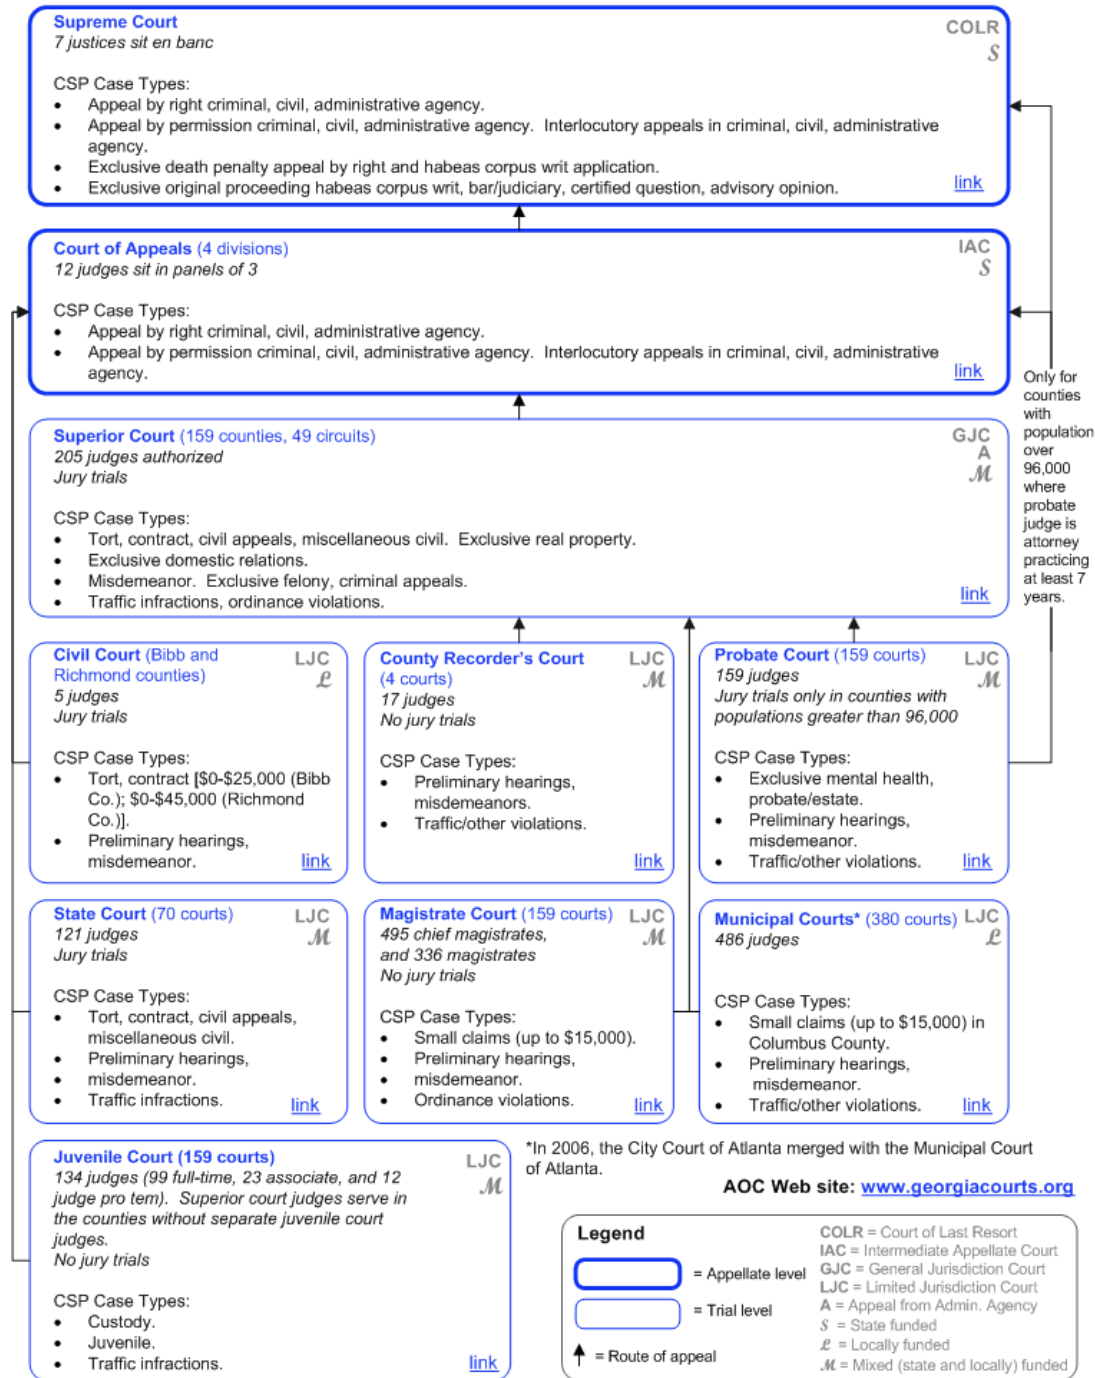 Supreme Court
COLR
7 justices sit en banc
S
CSP Case Types:
• Appeal by right criminal, civil, administrative agency.
• Appeal by permission criminal, civil, administrative agency. Interlocutory appeals in criminal, civil, administrative
agency.
• Exclusive death penalty appeal by right and habeas corpus writ application.
• Exclusive original proceeding habeas corpus writ, bar/judiciary, certified question, advisory opinion.
link
Court of Appeals (4 divisions)
IAC
12 judges sit in panels of 3
S
CSP Case Types:
• Appeal by right criminal, civil, administrative agency.
• Appeal by permission criminal, civil, administrative agency. Interlocutory appeals in criminal, civil, administrative
agency.
link
Only for
counties
with
population
over
96,000
where
probate
judge is
attorney
practicing
at least 7
years.
Superior Court (159 counties, 49 circuits)
GJC
205 judges authorized
A
Jury trials
M
CSP Case Types:
• Tort, contract, civil appeals, miscellaneous civil. Exclusive real property.
• Exclusive domestic relations.
• Misdemeanor. Exclusive felony, criminal appeals.
• Traffic infractions, ordinance violations.
link
Civil Court (Bibb and
Richmond counties)
LJC
L
5 judges
Jury trials
CSP Case Types:
• Tort, contract [$0-$25,000 (Bibb
Co.); $0-$45,000 (Richmond
Co.)].
• Preliminary hearings,
misdemeanor.
link
County Recorder's Court
(4 courts)
LJC
M
17 judges
No jury trials
CSP Case Types:
• Preliminary hearings,
misdemeanors.
• Traffic/other violations.
link
Probate Court (159 courts)
LJC
M
159 judges
Jury trials only in counties with
populations greater than 96,000
CSP Case Types:
• Exclusive mental health,
probate/estate.
• Preliminary hearings,
misdemeanor.
• Traffic/other violations.
link
State Court (70 courts)
LJC
M
121 judges
Jury trials
CSP Case Types:
• Tort, contract, civil appeals,
miscellaneous civil.
• Preliminary hearings,
• misdemeanor.
• Traffic infractions.
link
Magistrate Court (159 courts)
LJC
M
495 chief magistrates,
and 336 magistrates
No jury trials
CSP Case Types:
• Small claims (up to $15,000).
• Preliminary hearings,
• misdemeanor.
• Ordinance violations.
link
Municipal Courts* (380 courts)
LJC
L
486 judges
CSP Case Types:
• Small claims (up to $15,000) in
Columbus County.
• Preliminary hearings,
misdemeanor.
• Traffic/other violations.
link
Juvenile Court (159 courts)
LJC
M
134 judges (99 full-time, 23 associate, and 12
judge pro tem). Superior court judges serve in
the counties without separate juvenile court
judges.
No jury trials
CSP Case Types:
• Custody.
• Juvenile.
• Traffic infractions.
link
*In 2006, the City Court of Atlanta merged with the Municipal Court
of Atlanta.
AOC Web site: www.georgiacourts.org
Legend
= Appellate level
= Trial level
= Route of appeal
COLR = Court of Last Resort
IAC = Intermediate Appellate Court
GJC = General Jurisdiction Court
LJC = Limited Jurisdiction Court
A = Appeal from Admin. Agency
S = State funded
L = Locally funded
M = Mixed (state and locally) funded